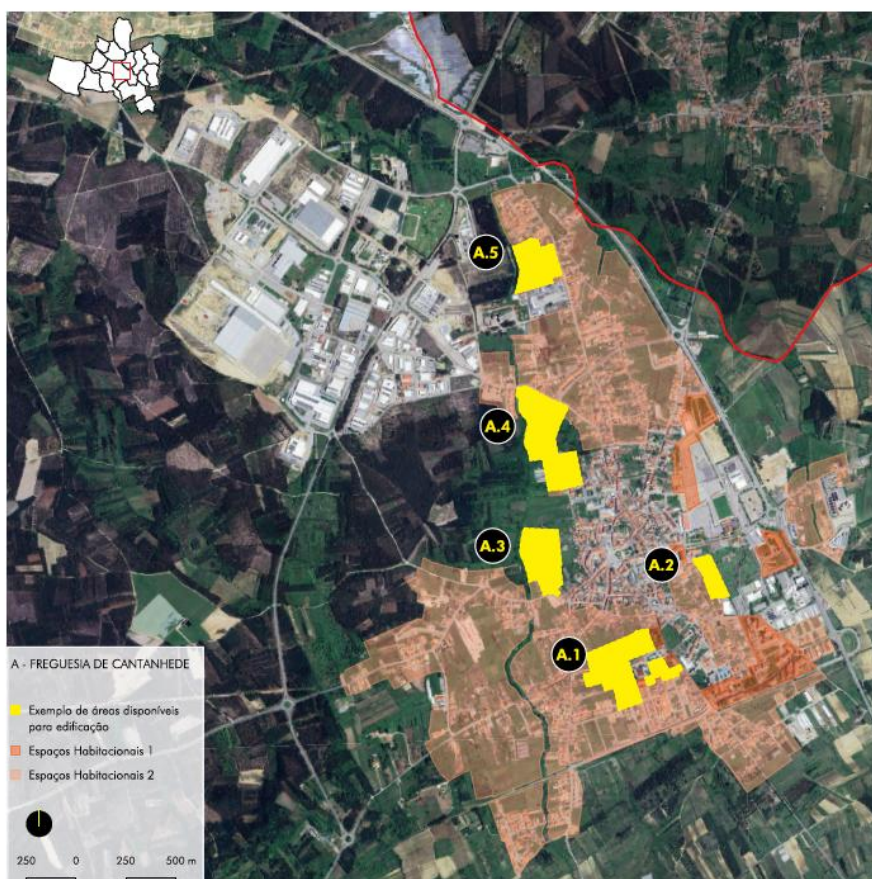 A.5
A.4
A.3
A.2
A.1
A - FREGUESIA DE CANTANHEDE
Exemplo de áreas disponíveis
para edificação
Espaços Habitacionais 1
Espaços Habitacionais 2
250 0 250 500 m